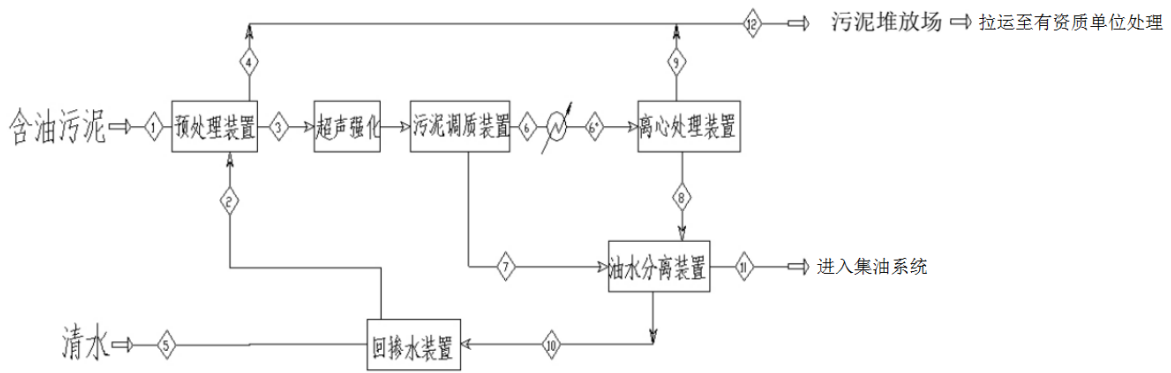 12
污泥堆放场
拉运至有资质单位处理
4
9
含油污泥
1
预处理装置
3
超声强化
污泥调质装置
6
6*
离心处理装置
2
8
7
油水分离装置
11
进入集油系统
清水
5
回掺水装置
10